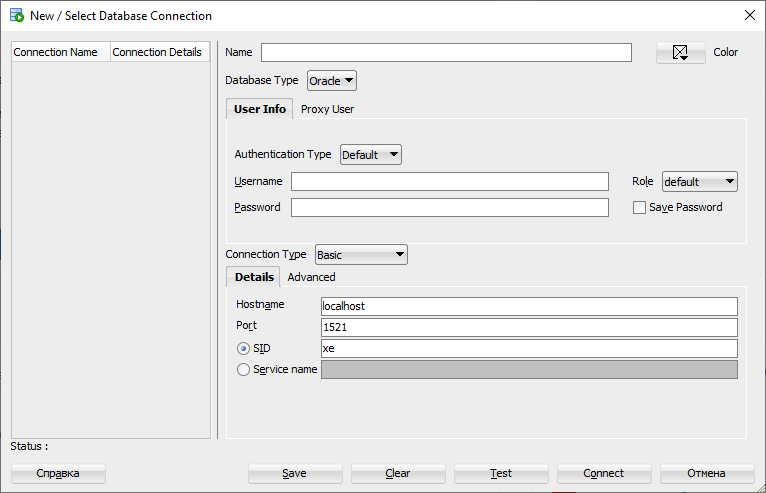 New / Select Database Connection
Connection Name Connection Details
Name Color
Database Type Oracle
User Info Proxy User
Authentication Type Default
Username Role default
Password Save Password
Connection Type Basic
Details Advanced
Hostname localhost
Port 1521
SID xe
Service name
Status :
Справка Save Clear Test Connect Отмена